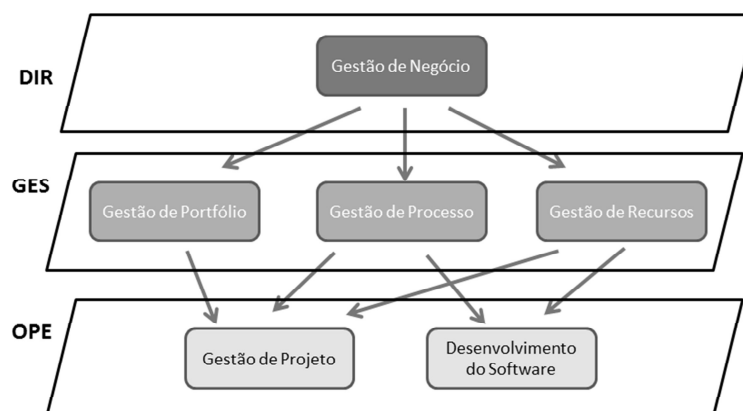 DIR
Gestão de Negócio
GES
Gestão de Portfólio
Gestão de Processo
Gestão de Recursos
OPE
Gestão de Projeto
Desenvolvimento
do Software